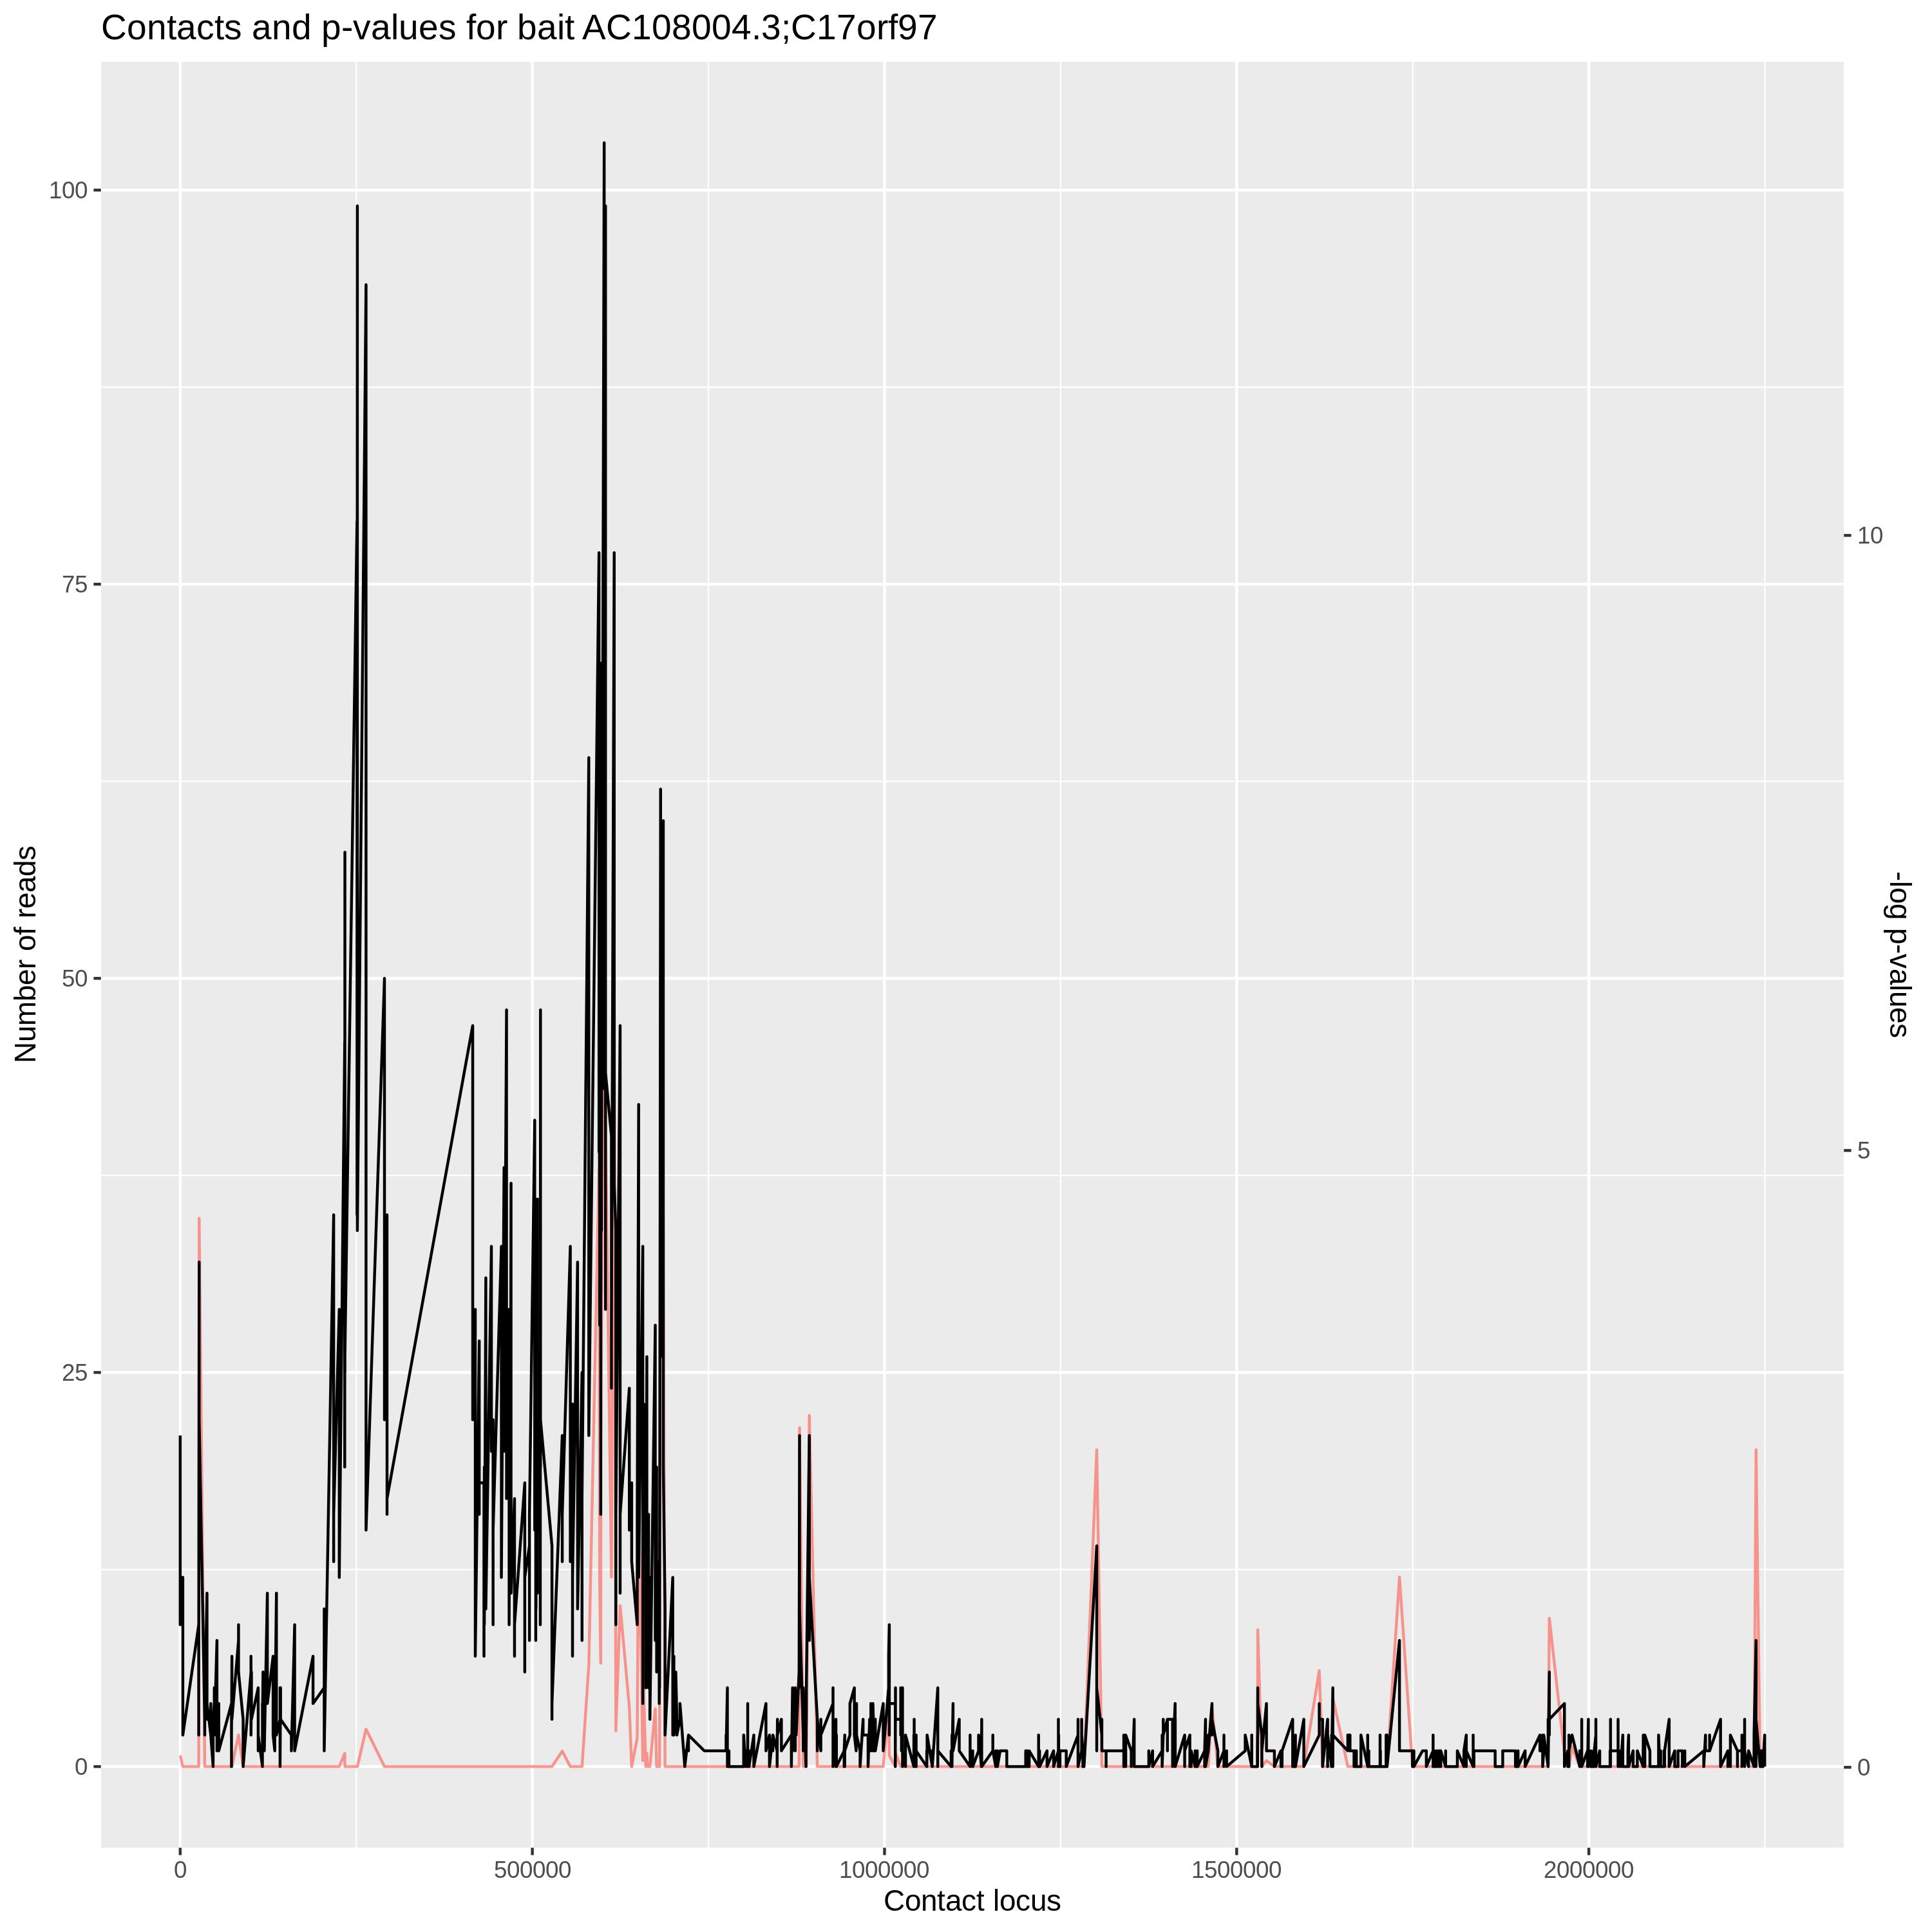 Contacts and p-values for bait AC108004.3;C17orf97
100
75
50
25
0
Number of reads
10
5
0
-log p-values
0 500000 1000000 1500000 2000000
Contact locus